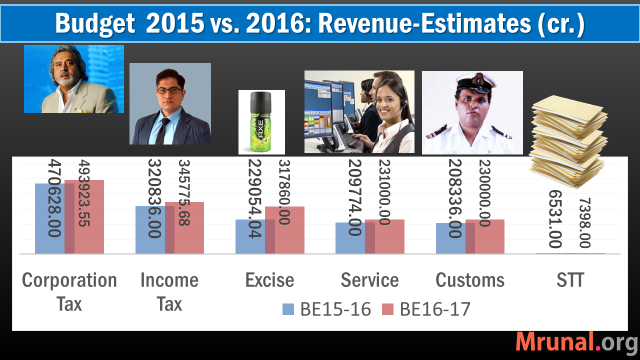 Budget 2015 vs. 2016: Revenue-Estimates (cr.)
AXE
470628.00
493923.55
320836.00
345775.68
229054.04
317860.00
209774.00
231000.00
208336.00
230000.00
6531.00
7398.00
Corporation Tax
Income Tax
Excise
Service
Customs
STT
BE15-16
BE16-17
Mrunal.org